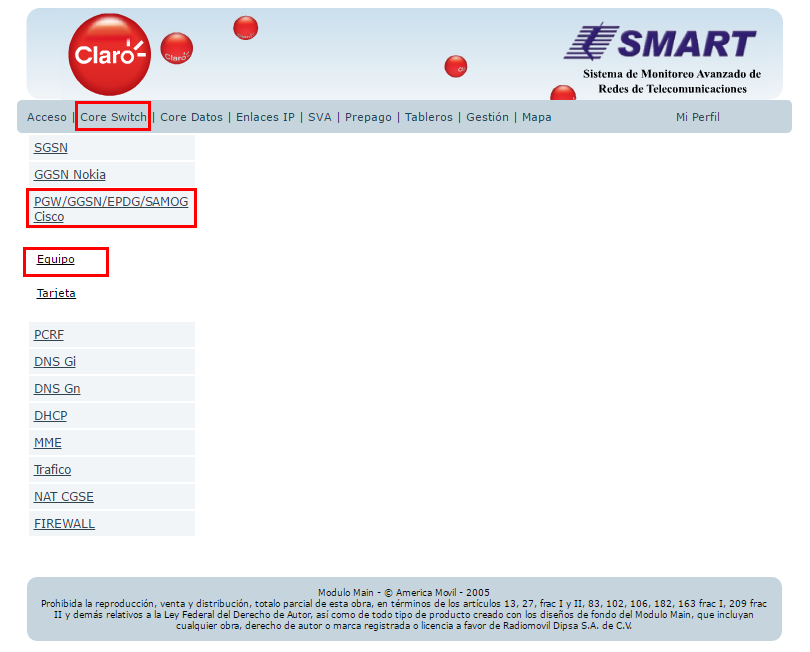 Claro
Claro
SMART
Sistema de Monitoreo Avanzado de
Redes de Telecomunicaciones
Acceso | Core Switch | Core Datos | Enlaces IP | SVA | Prepago | Tableros | Gestión | Mapa Mi Perfil
SGSN
GGSN Nokia
PGW/GGSN/EPDG/SAMOG
Cisco
Equipo
Tarjeta
PCRF
DNS Gi
DNS Gn
DHCP
MME
Trafico
NAT CGSE
FIREWALL
Modulo Main - © America Movil - 2005
Prohibida la reproducción, venta y distribución, totalo parcial de esta obra, en términos de los artículos 13, 27, frac I y II, 83, 102, 106, 182, 163 frac I, 209 frac
II y demás relativos a la Ley Federal del Derecho de Autor, así como de todo tipo de producto creado con los diseños de fondo del Modulo Main, que incluyan
cualquier obra, derecho de autor o marca registrada o licencia a favor de Radiomovil Dipsa S.A. de C.V.